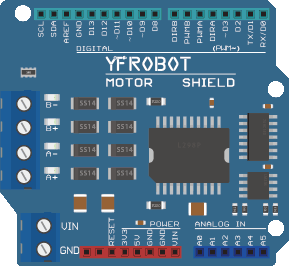 SCL SDA AREF GND D13 D12 ~D11 ~D10 ~D9 D8 DIRB PWMB PWMA DIRA ~D3 D2 TX/D1 RX/D0
DIGITAL (PWM~)
YFROBOT
MOTOR SHIELD
B-
SS14 SS14
B+
SS14 SS14
A-
SS14 SS14
A+
SS14 SS14
VIN
GND
POWER ANALOG IN
RESET 3V3 5V GND GND VIN A0 A1 A2 A3 A4 A5